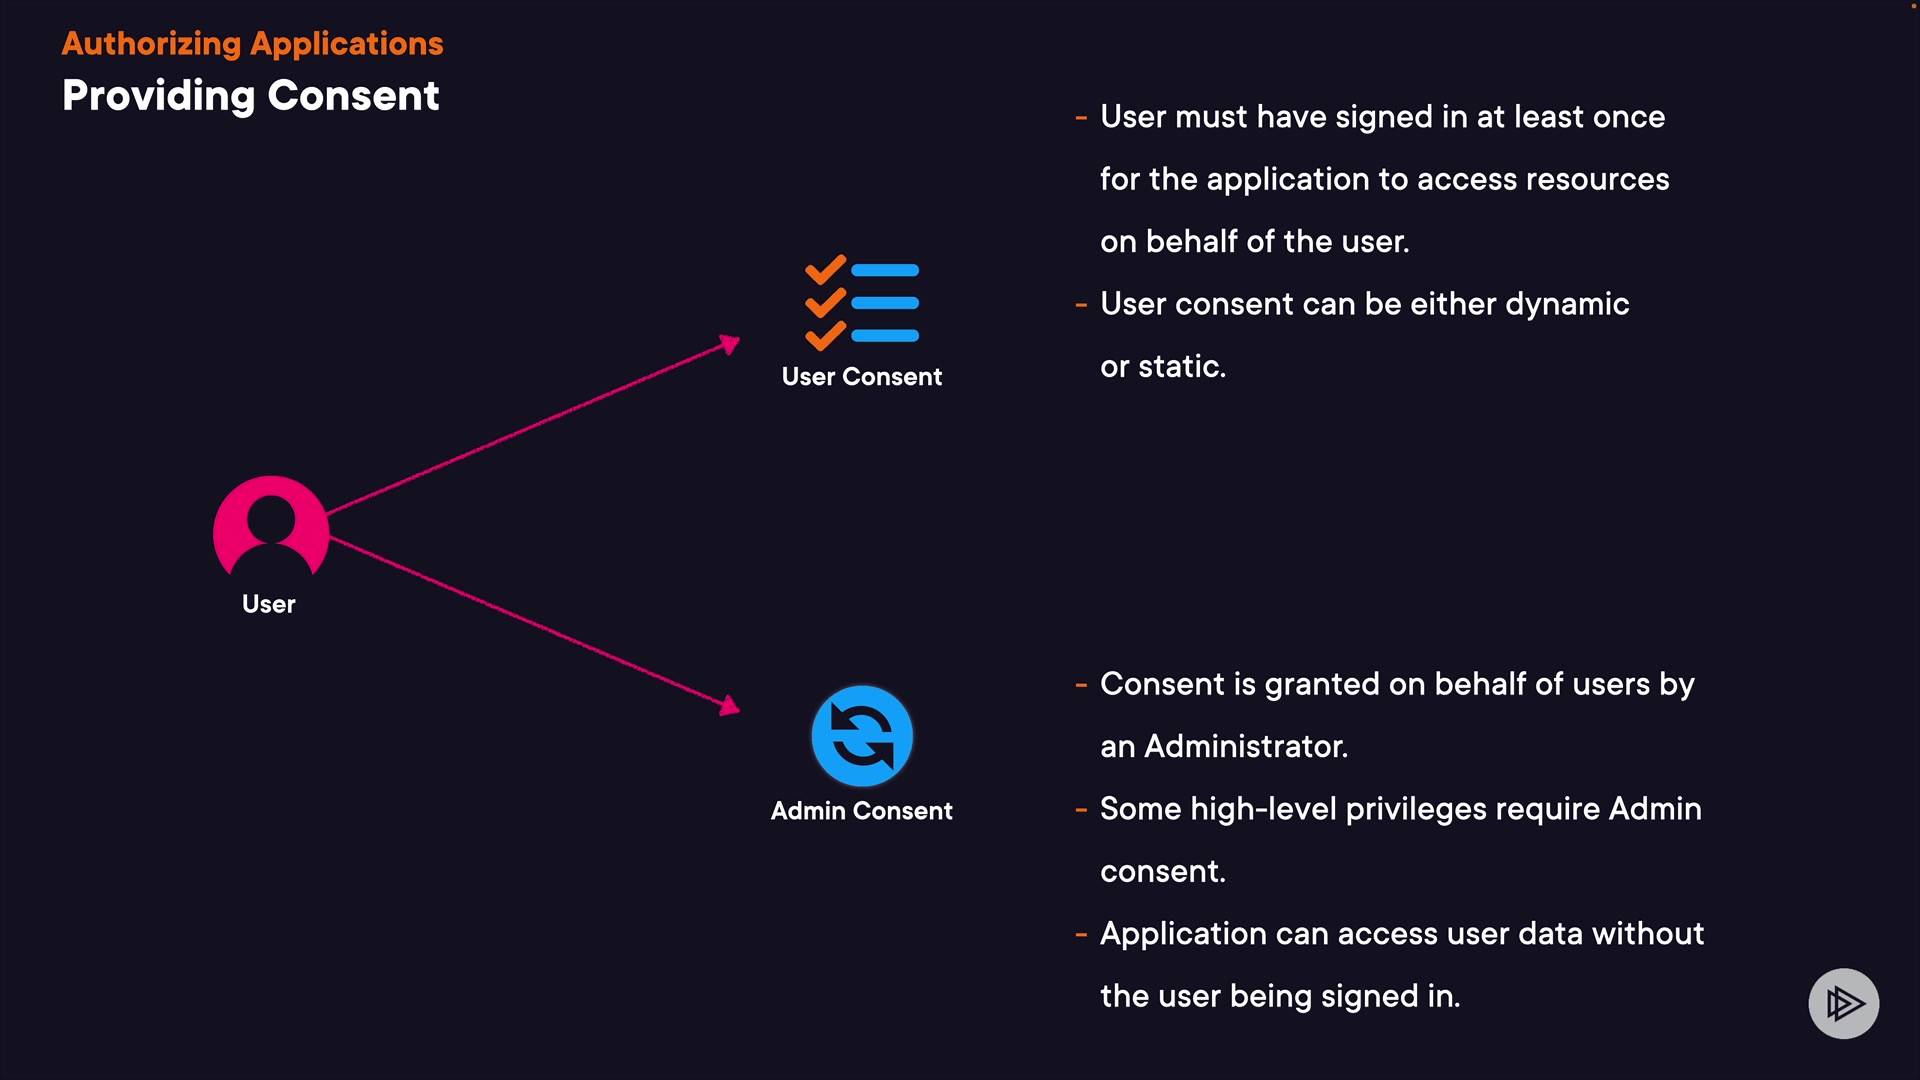 Authorizing Applications
Providing Consent
- User must have signed in at least once
for the application to access resources
on behalf of the user.
- User consent can be either dynamic
or static.
User Consent
User
- Consent is granted on behalf of users by
an Administrator.
- Some high-level privileges require Admin
consent.
- Application can access user data without
the user being signed in.
Admin Consent